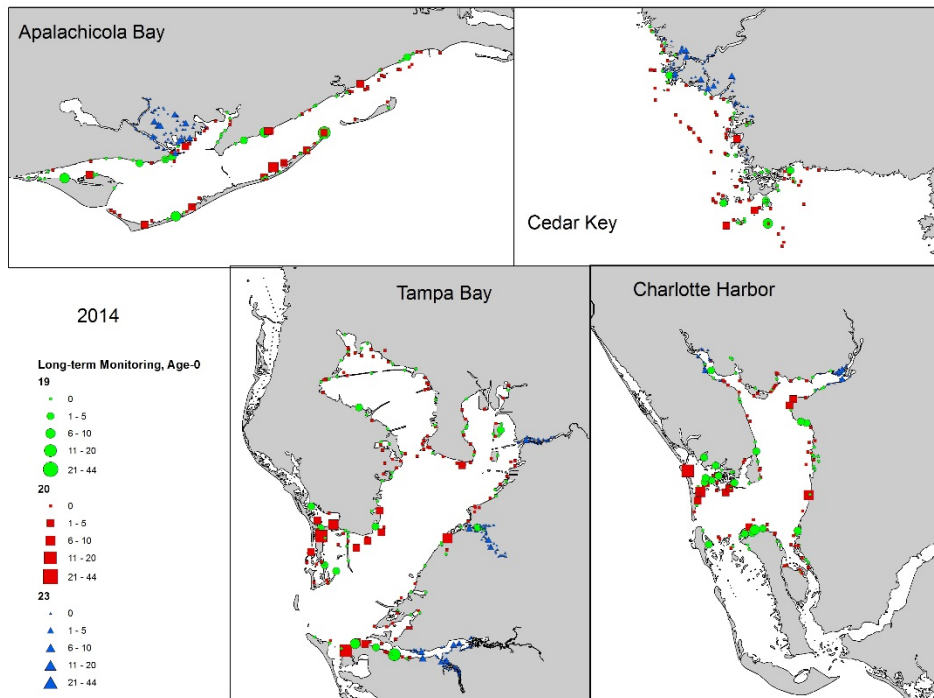 Apalachicola Bay
Cedar Key
Tampa Bay
Charlotte Harbor
2014
Long-term Monitoring, Age-0
19
0
1 - 5
6 - 10
11 - 20
21 - 44
20
0
1 - 5
6 - 10
11 - 20
21 - 44
23
0
1 - 5
6 - 10
11 - 20
21 - 44